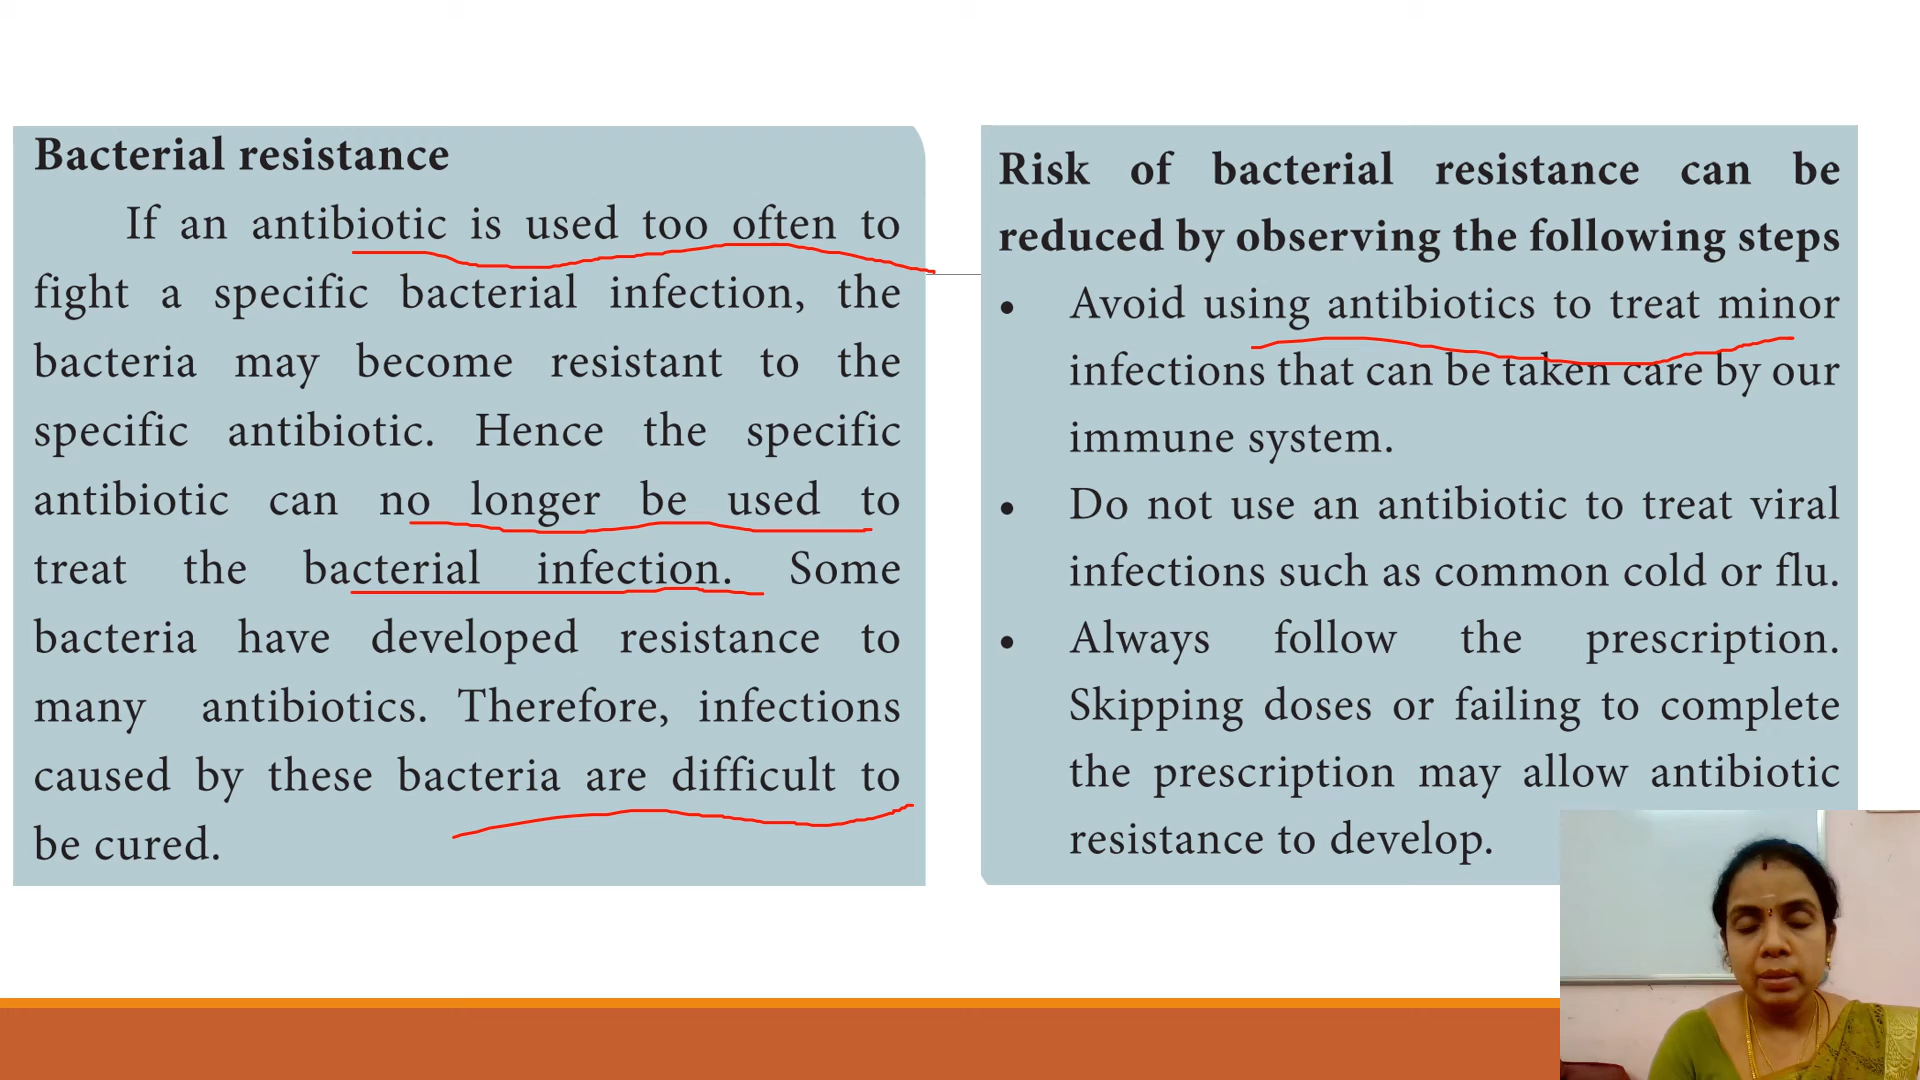 Bacterial resistance
If an antibiotic is used too often to
fight a specific bacterial infection, the
bacteria may become resistant to the
specific antibiotic. Hence the specific
antibiotic can no longer be used to
treat the bacterial infection. Some
bacteria have developed resistance to
many antibiotics. Therefore, infections
caused by these bacteria are difficult to
be cured.
Risk of bacterial resistance can be
reduced by observing the following steps
• Avoid using antibiotics to treat minor
infections that can be taken care by our
immune system.
• Do not use an antibiotic to treat viral
infections such as common cold or flu.
• Always follow the prescription.
Skipping doses or failing to complete
the prescription may allow antibiotic
resistance to develop.